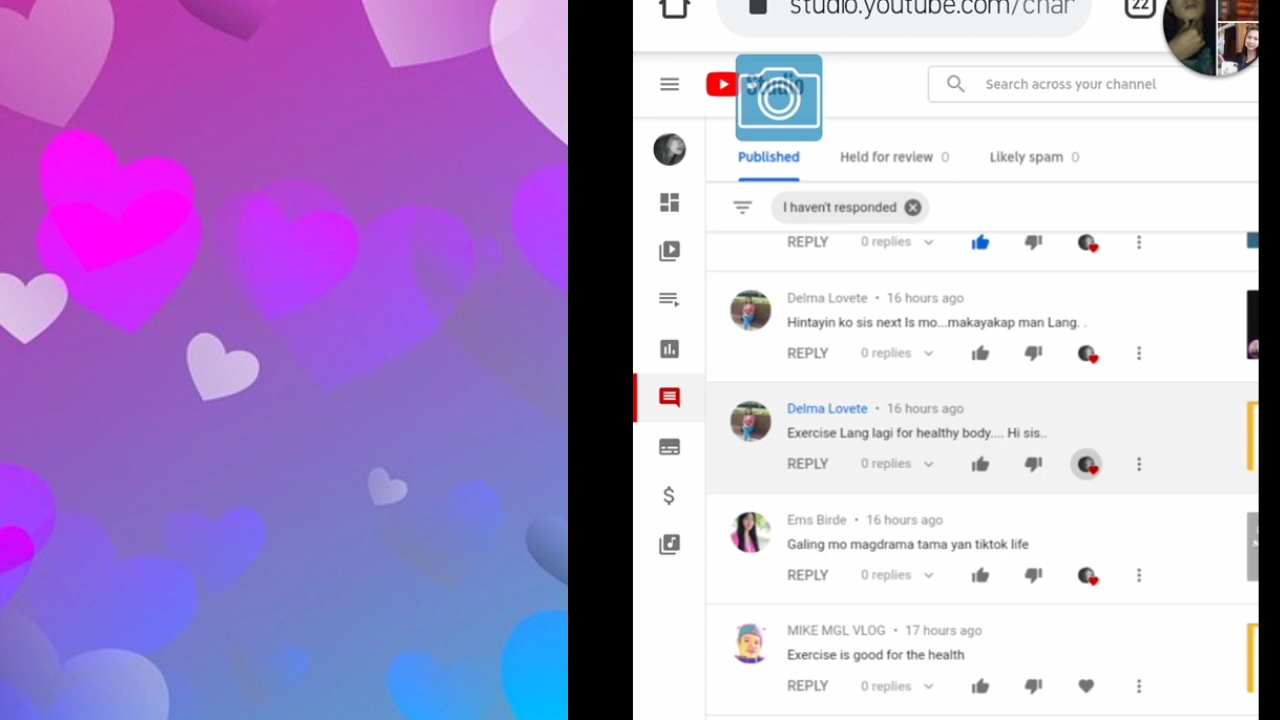 studio.youtube.com/char
22
Studio
Search across your channel
Published
Held for review 0
Likely spam 0
I haven't responded
REPLY 0 replies
Delma Lovete • 16 hours ago
Hintayin ko sis next ls mo...makayakap man Lang. .
REPLY 0 replies
Delma Lovete • 16 hours ago
Exercise Lang lagi for healthy body.... Hi sis..
REPLY 0 replies
Ems Birde • 16 hours ago
Galing mo magdrama tama yan tiktok life
REPLY 0 replies
MIKE MGL VLOG • 17 hours ago
Exercise is good for the health
REPLY 0 replies